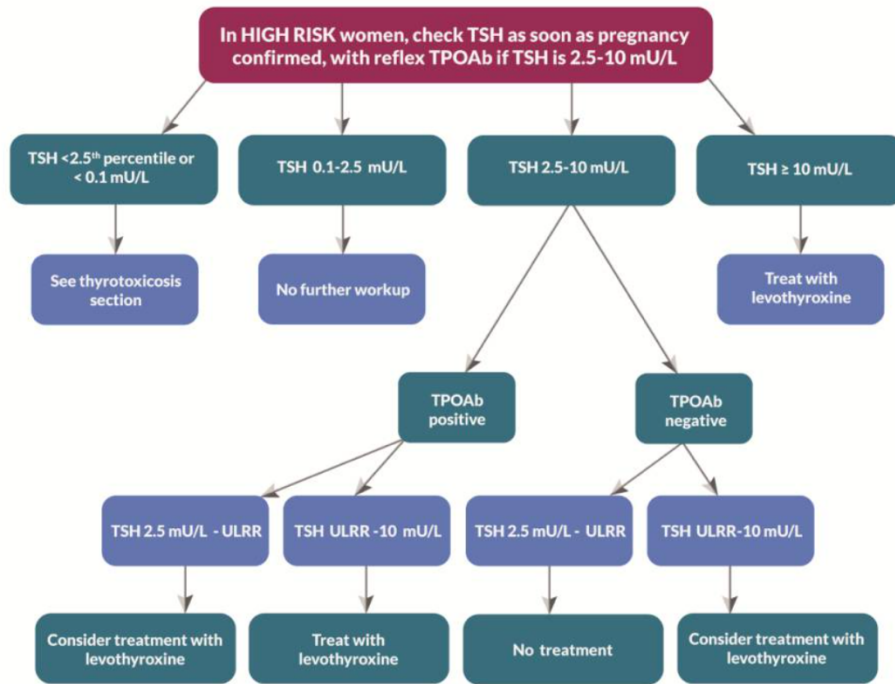 In HIGH RISK women, check TSH as soon as pregnancy
confirmed, with reflex TPOAb if TSH is 2.5-10 mU/L
TSH <2.5th percentile or
< 0.1 mU/L
TSH 0.1-2.5 mU/L
TSH 2.5-10 mU/L
TSH ≥ 10 mU/L
See thyrotoxicosis
section
No further workup
Treat with
levothyroxine
TPOAb
positive
TPOAb
negative
TSH 2.5 mU/L - ULRR
TSH ULRR -10 mU/L
TSH 2.5 mU/L - ULRR
TSH ULRR-10 mU/L
Consider treatment with
levothyroxine
Treat with
levothyroxine
No treatment
Consider treatment with
levothyroxine